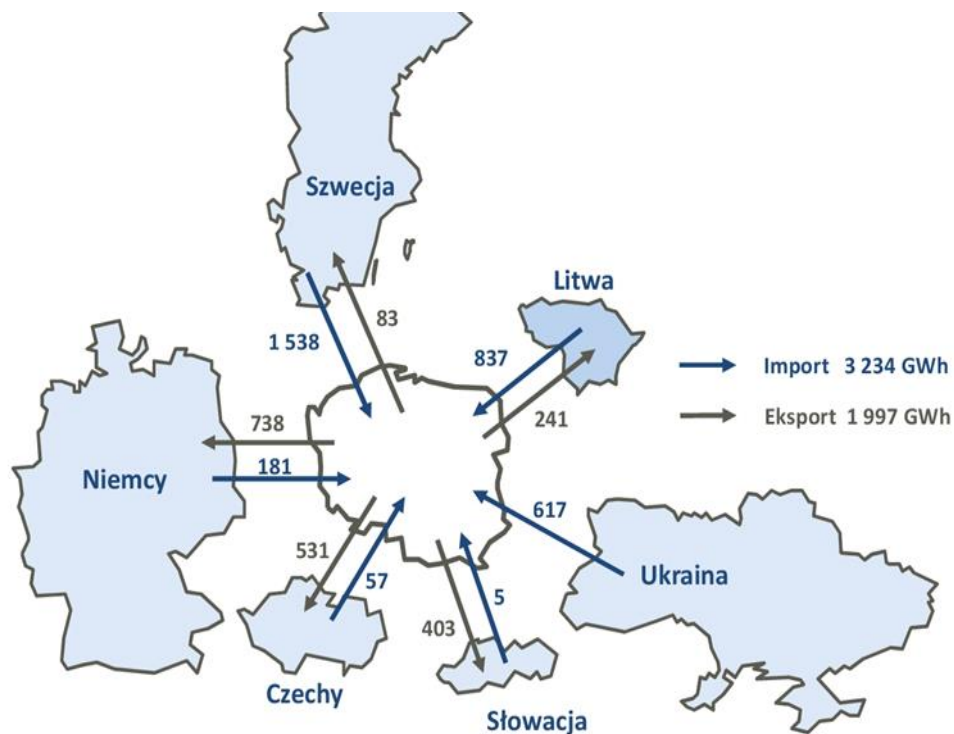 Szwecja
1 538
83
Litwa
837
241
Import 3 234 GWh
Eksport 1 997 GWh
738
181
Niemcy
617
Ukraina
531
57
403
5
Czechy
Słowacja